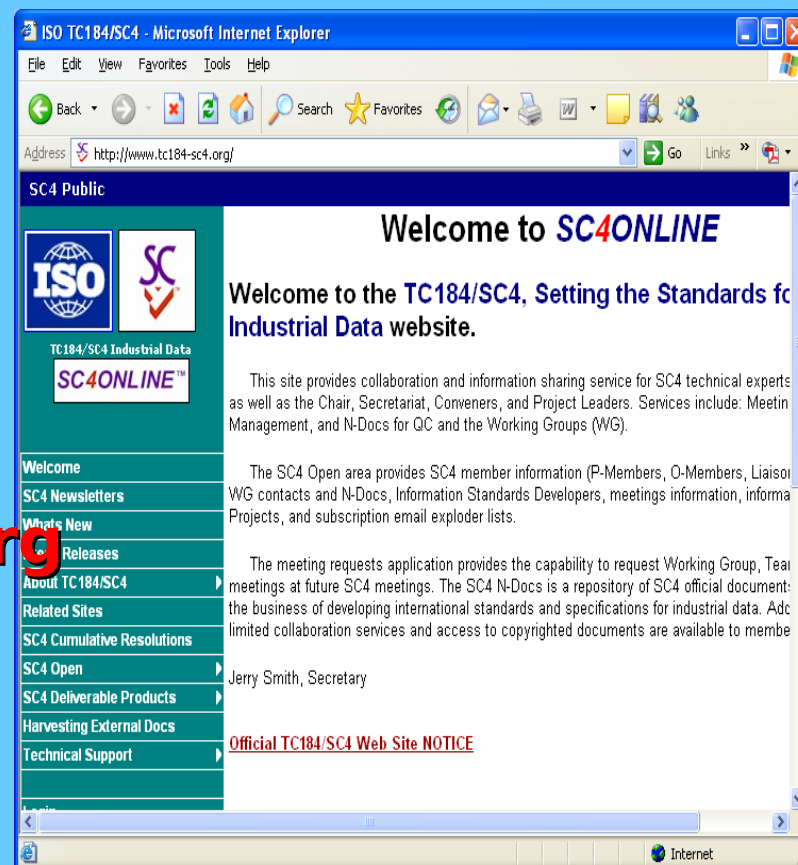 ISO TC184/SC4 - Microsoft Internet Explorer
File Edit View Favorites Tools Help
Back Search Favorites
Address http://www.tc184-sc4.org/ Go Links »
SC4 Public
ISO
SC
TC184/SC4 Industrial Data
SC4ONLINE™
Welcome
SC4 Newsletters
Whats New
Releases
About TC184/SC4
Related Sites
SC4 Cumulative Resolutions
SC4 Open
SC4 Deliverable Products
Harvesting External Docs
Technical Support
rg
Welcome to SC4ONLINE
Welcome to the TC184/SC4, Setting the Standards fo
Industrial Data website.
This site provides collaboration and information sharing service for SC4 technical experts
as well as the Chair, Secretariat, Conveners, and Project Leaders. Services include: Meetin
Management, and N-Docs for QC and the Working Groups (WG).
The SC4 Open area provides SC4 member information (P-Members, O-Members, Liaison
WG contacts and N-Docs, Information Standards Developers, meetings information, informa
Projects, and subscription email exploder lists.
The meeting requests application provides the capability to request Working Group, Tea
meetings at future SC4 meetings. The SC4 N-Docs is a repository of SC4 official document
the business of developing international standards and specifications for industrial data. Add
limited collaboration services and access to copyrighted documents are available to membe
Jerry Smith, Secretary
Official TC184/SC4 Web Site NOTICE
Internet